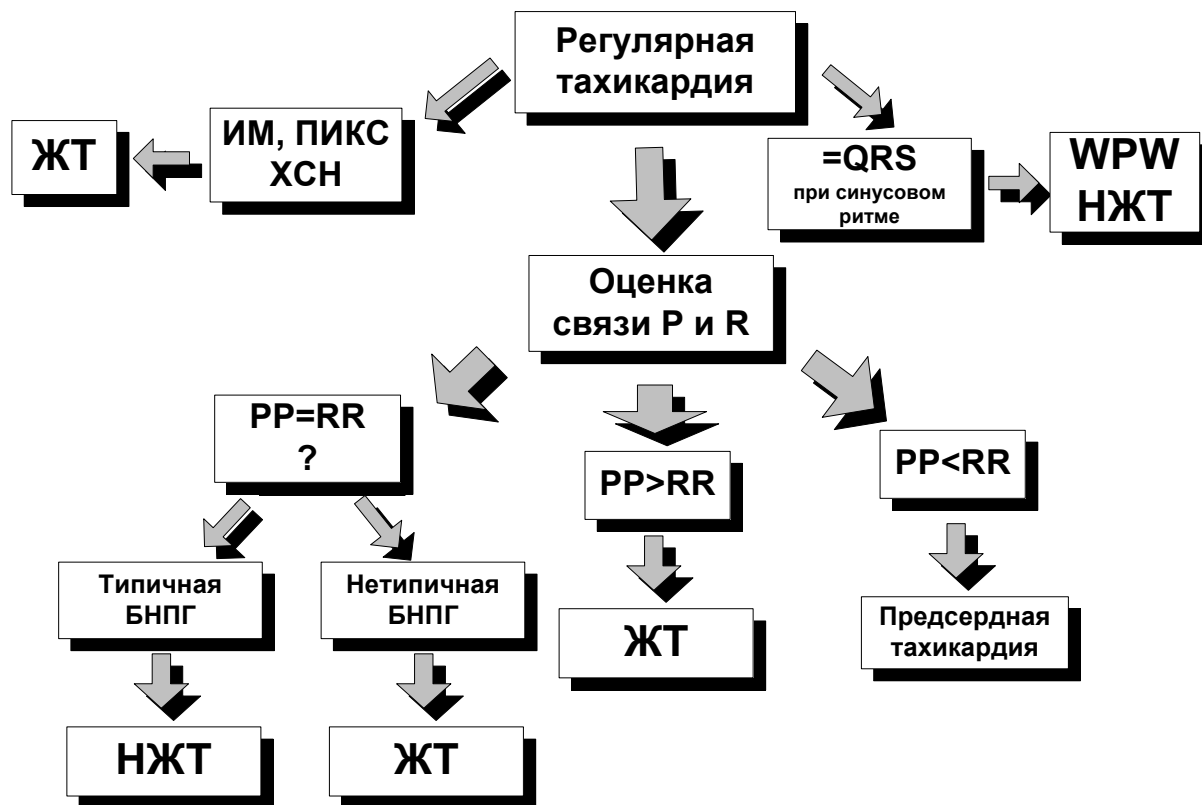 Регулярная
тахикардия
ИМ, ПИКС
ХСН
ЖТ
=QRS
при синусовом
ритме
WPW
НЖТ
Оценка
связи P и R
PP=RR
?
PP>RR
PP<RR
Типичная
БНПГ
Нетипичная
БНПГ
ЖТ
Предсердная
тахикардия
НЖТ
ЖТ